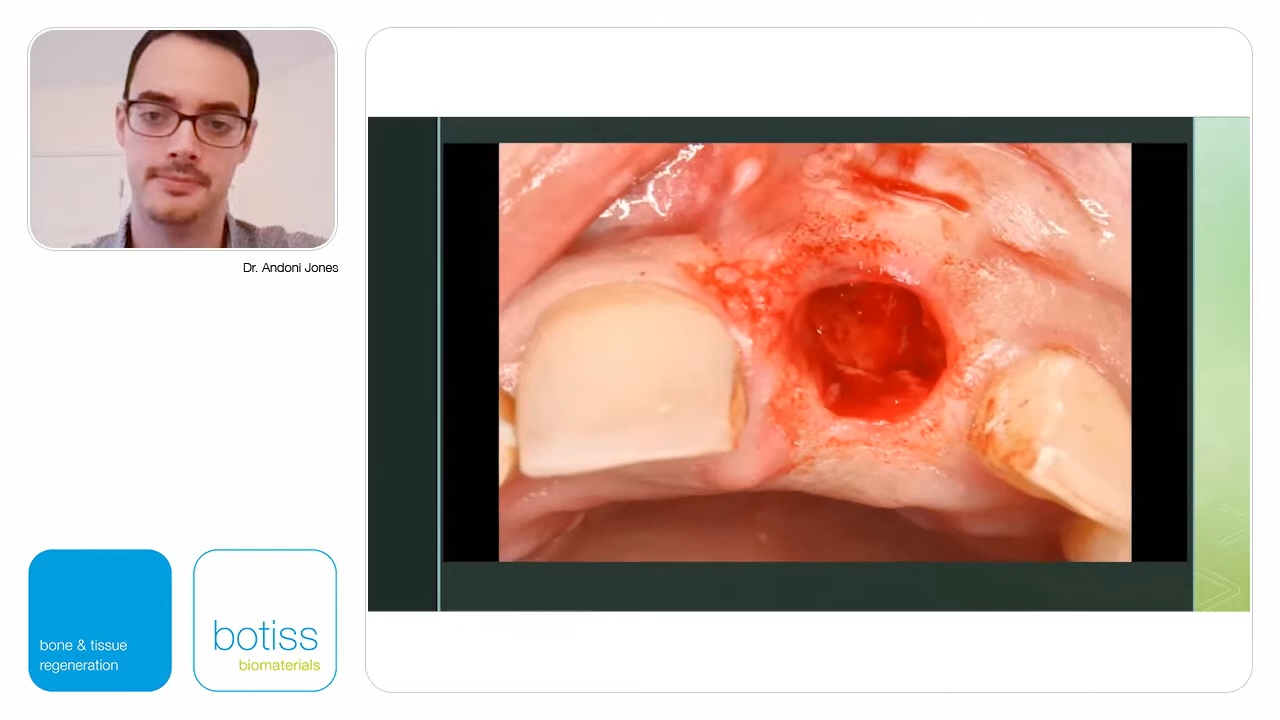 Dr. Andoni Jones
bone & tissue
regeneration
botiss
biomaterials